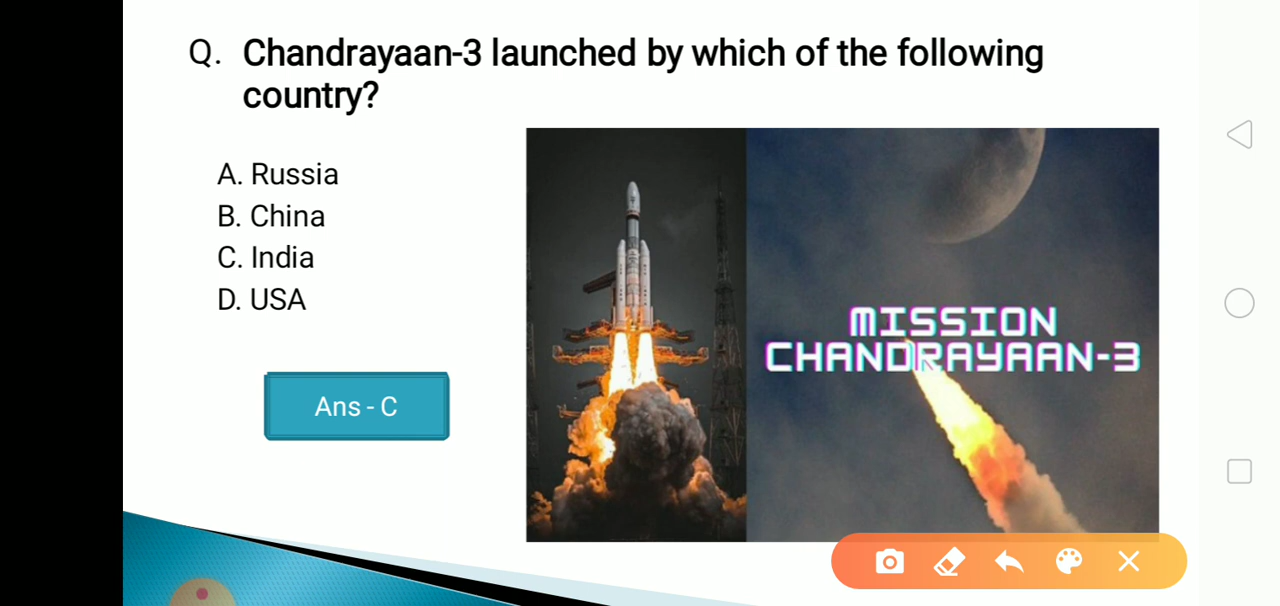 Q. Chandrayaan-3 launched by which of the following
country?
A. Russia
B. China
C. India
D. USA
Ans - C
MISSION
CHANDRAYAAN-3